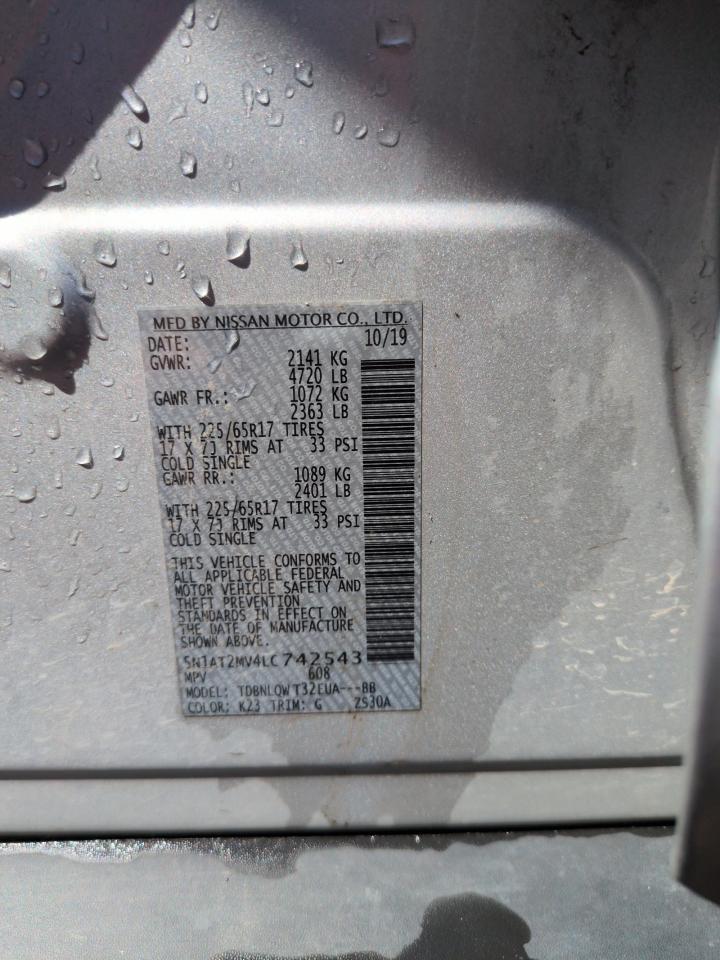 MFD BY NISSAN MOTOR CO., LTD.
DATE: 10/19
GVWR: 2141 KG
4720 LB
GAWR FR.: 1072 KG
2363 LB
WITH 225/65R17 TIRES
17 X 7J RIMS AT 33 PSI
COLD SINGLE
GAWR RR.: 1089 KG
2401 LB
WITH 225/65R17 TIRES
17 X 7J RIMS AT 33 PSI
COLD SINGLE
THIS VEHICLE CONFORMS TO
ALL APPLICABLE FEDERAL
MOTOR VEHICLE SAFETY AND
THEFT PREVENTION
STANDARDS IN EFFECT ON
THE DATE OF MANUFACTURE
SHOWN ABOVE.
5N1AT2MV4LC742543
MPV 608
MODEL: TDBNLQWT32EUA---BB
COLOR: K23 TRIM: G ZS30A